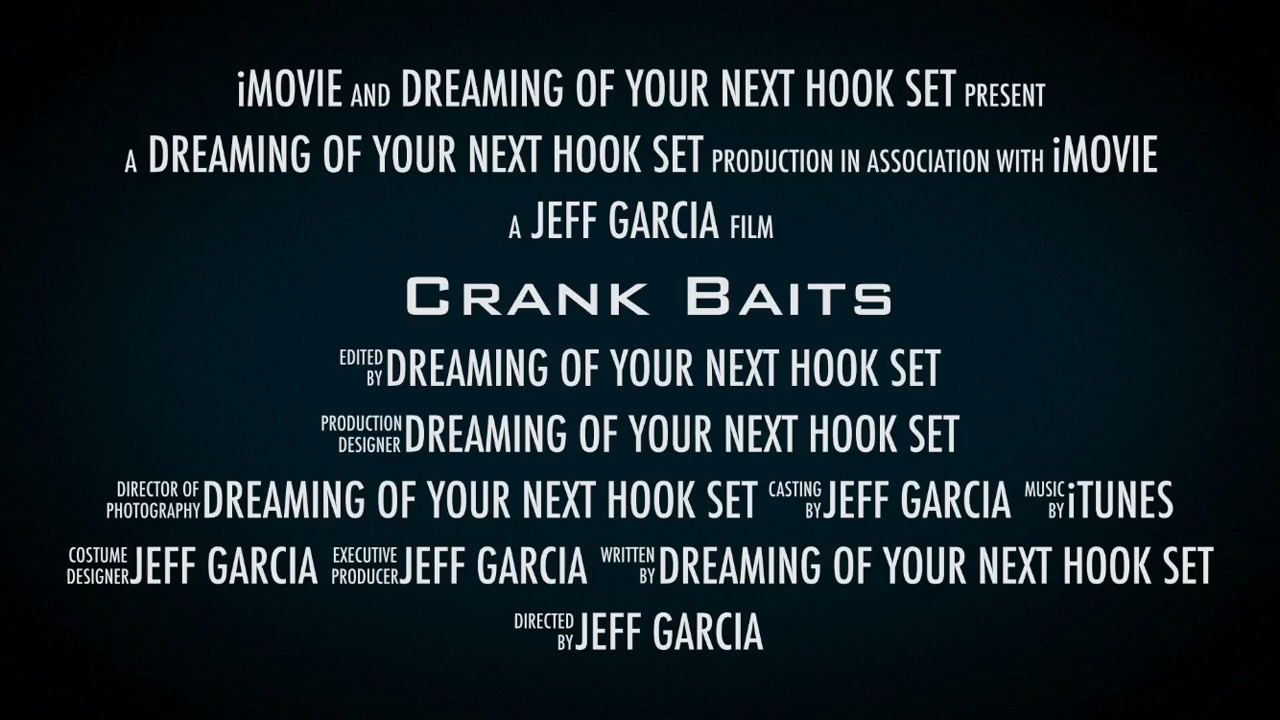 iMOVIE AND DREAMING OF YOUR NEXT HOOK SET PRESENT
A DREAMING OF YOUR NEXT HOOK SET PRODUCTION IN ASSOCIATION WITH iMOVIE
A JEFF GARCIA FILM
CRANK BAITS
EDITED BY DREAMING OF YOUR NEXT HOOK SET
PRODUCTION DESIGNER DREAMING OF YOUR NEXT HOOK SET
DIRECTOR OF PHOTOGRAPHY DREAMING OF YOUR NEXT HOOK SET CASTING BY JEFF GARCIA MUSIC BY iTUNES
COSTUME DESIGNER JEFF GARCIA EXECUTIVE PRODUCER JEFF GARCIA WRITTEN BY DREAMING OF YOUR NEXT HOOK SET
DIRECTED BY JEFF GARCIA